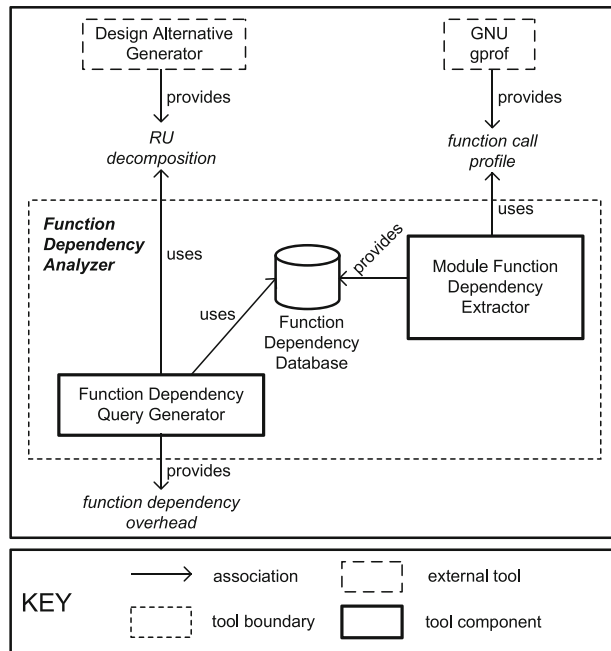 Design Alternative
Generator
GNU
gprof
provides
provides
RU
decomposition
function call
profile
Function
Dependency
Analyzer
uses
uses
provides
Module Function
Dependency
Extractor
uses
Function
Dependency
Database
Function Dependency
Query Generator
provides
function dependency
overhead
KEY
association
external tool
tool boundary
tool component